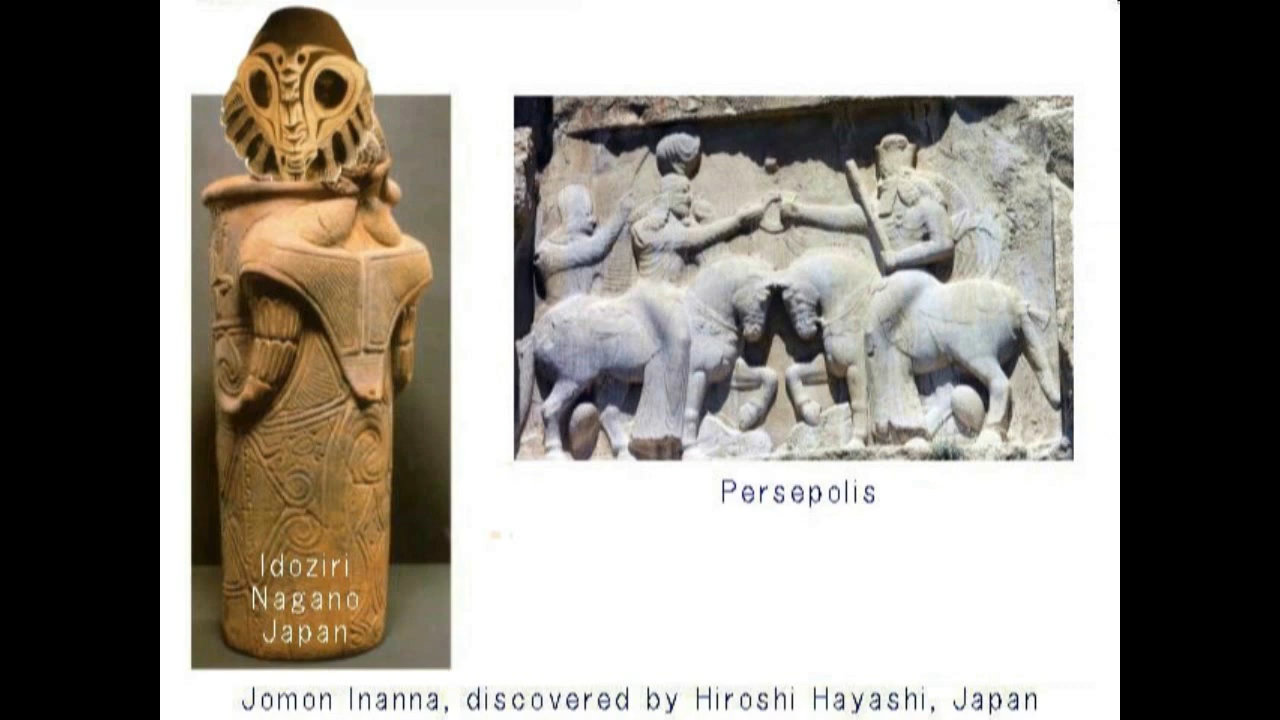 Idoziri
Nagano
Japan
Persepolis
Jomon Inanna, discovered by Hiroshi Hayashi, Japan